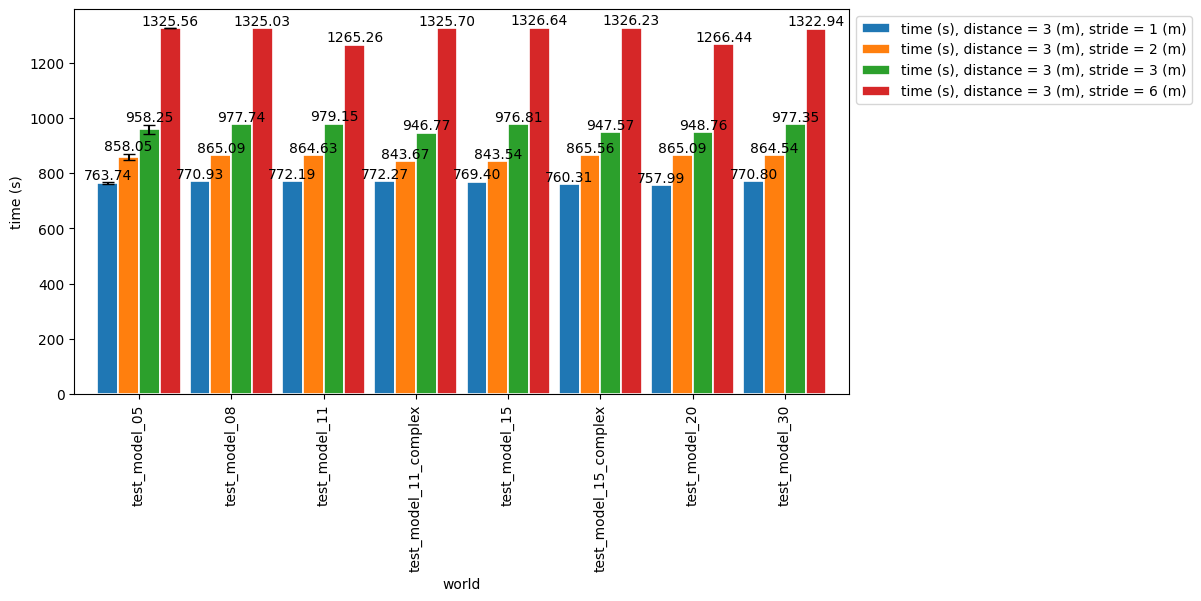 1325.56 1325.03 1265.26 1325.70 1326.64 1326.23 1266.44 1322.94
958.25 977.74 979.15 946.77 976.81 947.57 948.76 977.35
858.05 865.09 864.63 843.67 843.54 865.56 865.09 864.54
763.74 770.93 772.19 772.27 769.40 760.31 757.99 770.80
time (s), distance = 3 (m), stride = 1 (m)
time (s), distance = 3 (m), stride = 2 (m)
time (s), distance = 3 (m), stride = 3 (m)
time (s), distance = 3 (m), stride = 6 (m)
time (s)
1200
1000
800
600
400
200
0
test_model_05
test_model_08
test_model_11
test_model_11_complex
test_model_15
test_model_15_complex
test_model_20
test_model_30
world